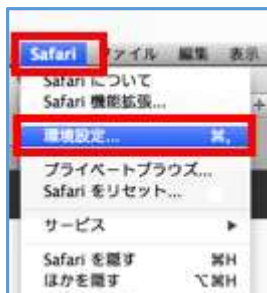 Safari ファイル 編集 表示
Safari について
Safari 機能拡張...
環境設定... ⌘,
プライベートブラウズ...
Safari をリセット...
サービス ▶
Safari を隠す ⌘H
ほかを隠す ⌥⌘H